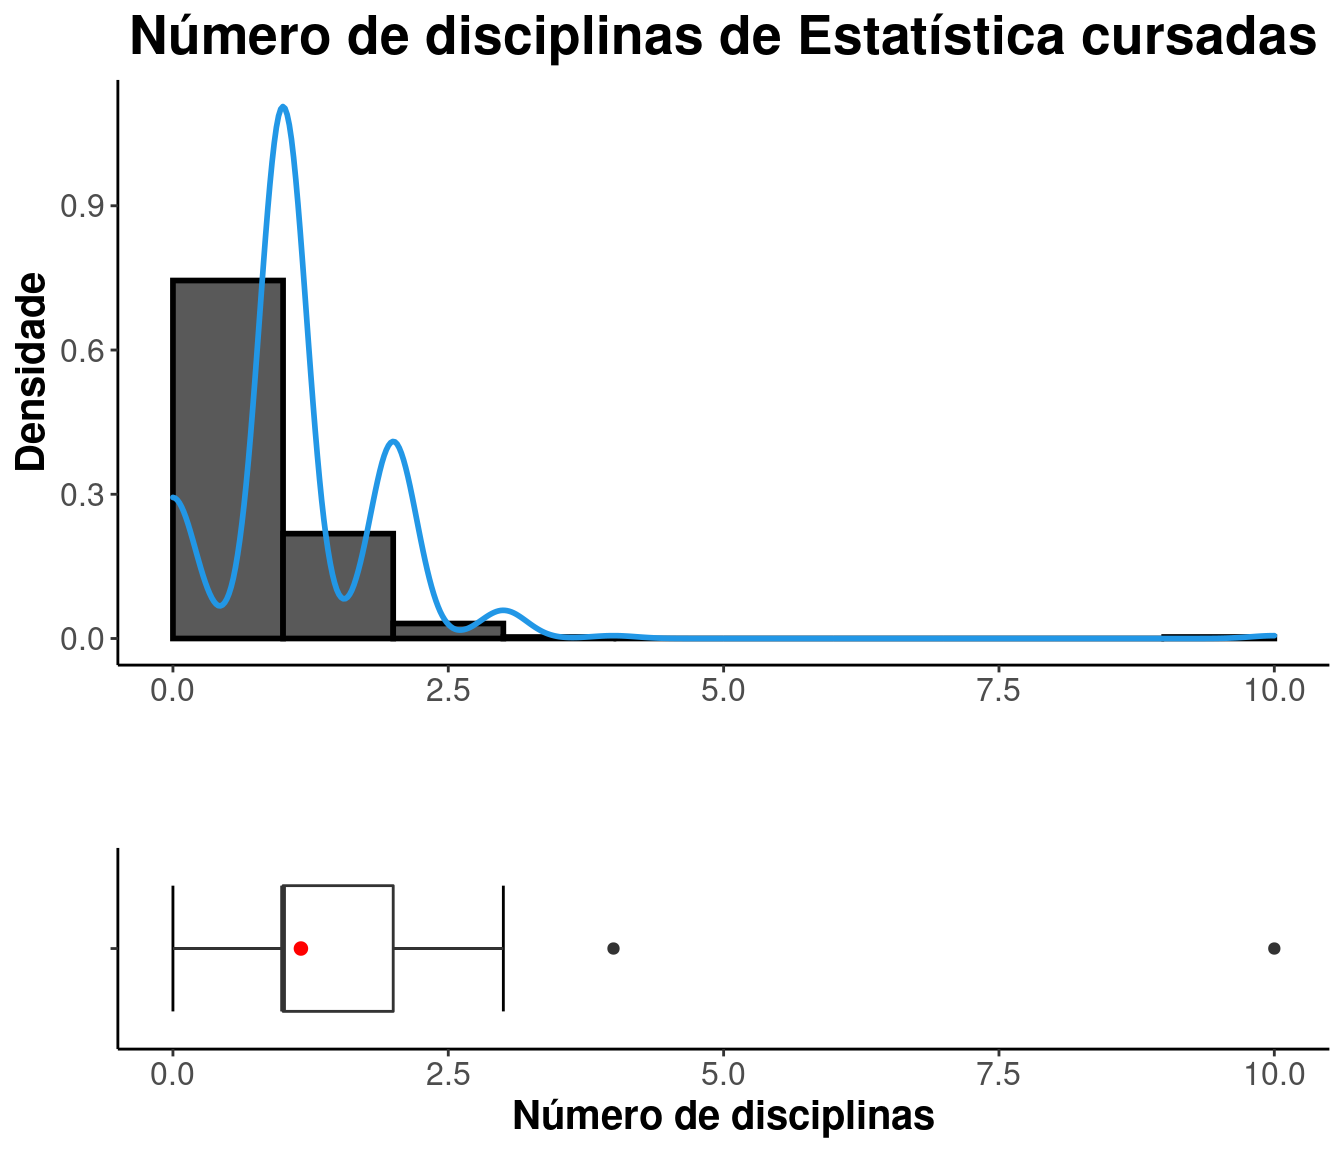 Número de disciplinas de Estatística cursadas
Densidade
0.9
0.6
0.3
0.0
0.0 2.5 5.0 7.5 10.0
0.0 2.5 5.0 7.5 10.0
Número de disciplinas